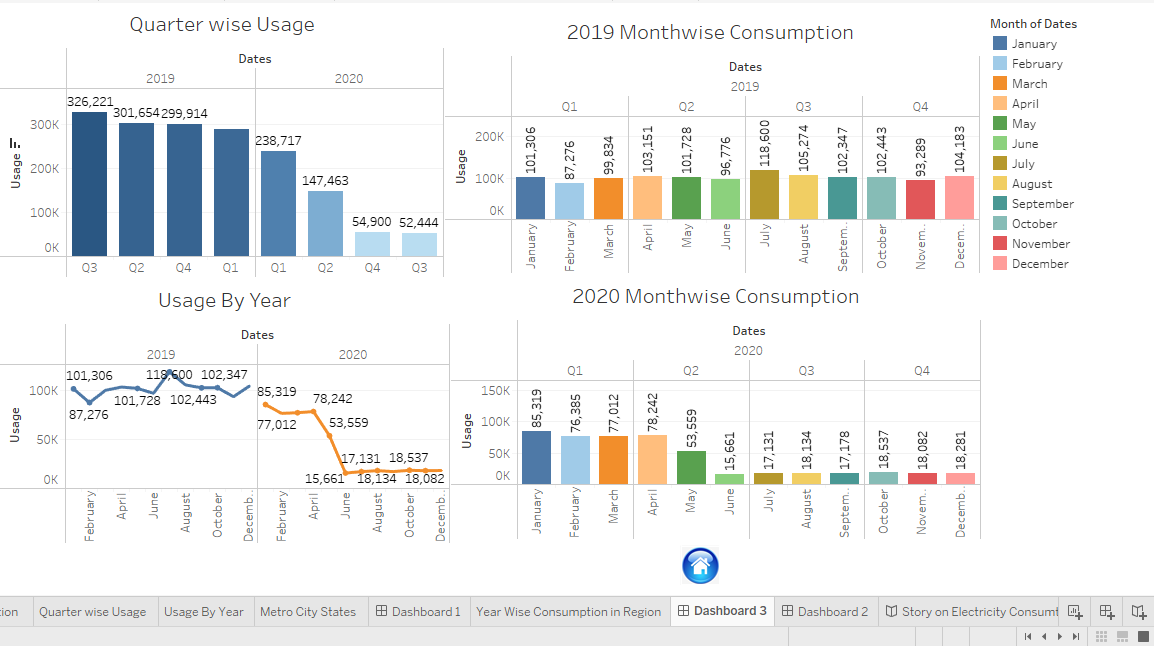 Quarter wise Usage
Dates
2019 2020
326,221
301,654 299,914
238,717
147,463
54,900 52,444
300K
200K
100K
0K
Usage
Q3 Q2 Q4 Q1 Q1 Q2 Q4 Q3
2019 Monthwise Consumption
Dates
2019
Q1 Q2 Q3 Q4
200K
100K
0K
Usage
101,306 87,276 99,834 103,151 101,728 96,776 118,600 105,274 102,347 102,443 93,289 104,183
January February March April May June July August Septem.. October Novem.. Decem..
Month of Dates
January
February
March
April
May
June
July
August
September
October
November
December
Usage By Year
Dates
2019 2020
101,306 118,600 102,347
87,276 101,728 102,443
85,319 78,242
77,012 53,559
17,131 18,537
15,661 18,134 18,082
100K
50K
0K
Usage
February April June August October Decemb.. February April June August October Decemb..
2020 Monthwise Consumption
Dates
2020
Q1 Q2 Q3 Q4
150K
100K
50K
0K
Usage
85,319 76,385 77,012 78,242 53,559 15,661 17,131 18,134 17,178 18,537 18,082 18,281
January February March April May June July August Septem.. October Novem.. Decemb..
tion Quarter wise Usage Usage By Year Metro City States Dashboard 1 Year Wise Consumption in Region Dashboard 3 Dashboard 2 Story on Electricity Consumt